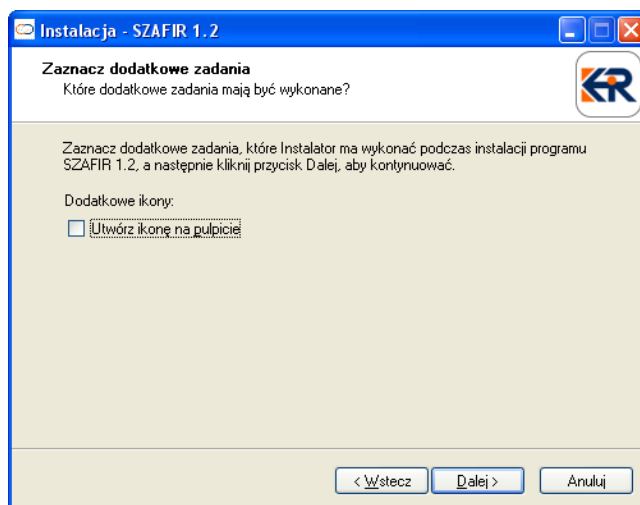 Instalacja - SZAFIR 1.2
Zaznacz dodatkowe zadania
Które dodatkowe zadania mają być wykonane?
KIR
Zaznacz dodatkowe zadania, które Instalator ma wykonać podczas instalacji programu
SZAFIR 1.2, a następnie kliknij przycisk Dalej, aby kontynuować.
Dodatkowe ikony:
Utwórz ikonę na pulpicie
< Wstecz
Dalej >
Anuluj